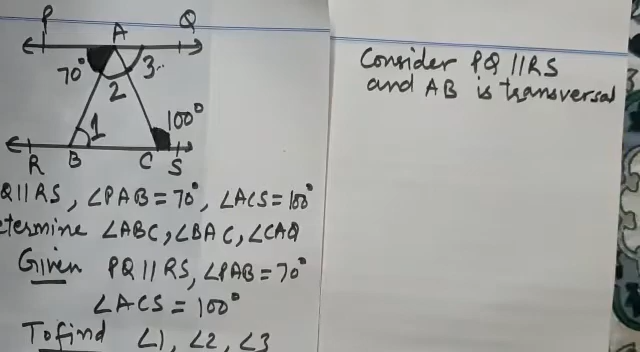 P
A
Q
70°
3
2
1
100°
R
B
C
S
Q || RS, ∠PAB = 70°, ∠ACS = 100°
etermine ∠ABC, ∠BAC, ∠CAQ
Given PQ || RS, ∠PAB = 70°
∠ACS = 100°
To find ∠1, ∠2, ∠3
Consider PQ || RS
and AB is transversal